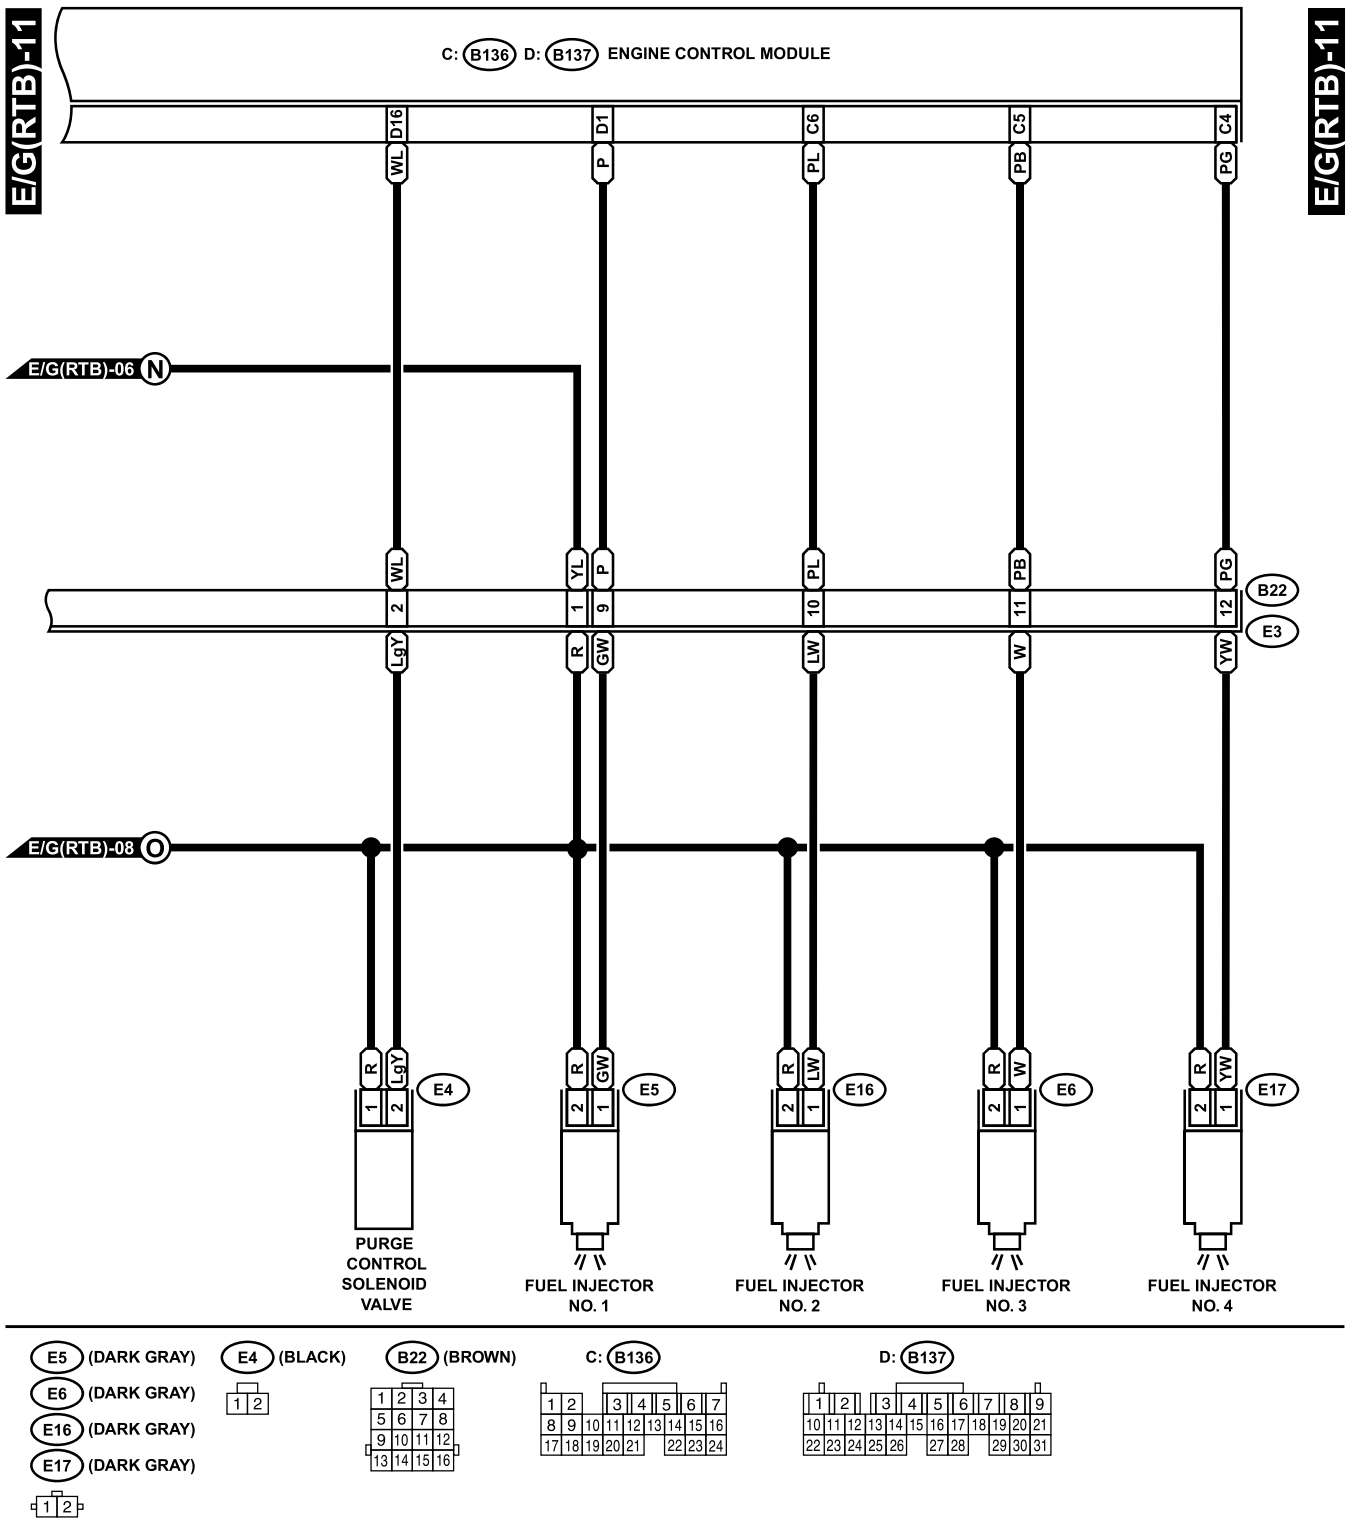 E/G(RTB)-11
E/G(RTB)-11
C: B136 D: B137 ENGINE CONTROL MODULE
D16 D1 C6 C5 C4
WL P PL PB PG
E/G(RTB)-06 N
WL YL P PL PB PG
2 1 9 10 11 12 B22
E3
LgY R GW LW W YW
E/G(RTB)-08 O
R LgY R GW R LW R W R YW
1 2 E4 2 1 E5 2 1 E16 2 1 E6 2 1 E17
PURGE
CONTROL
SOLENOID
VALVE
FUEL INJECTOR
NO. 1
FUEL INJECTOR
NO. 2
FUEL INJECTOR
NO. 3
FUEL INJECTOR
NO. 4
E5 (DARK GRAY)
E6 (DARK GRAY)
E16 (DARK GRAY)
E17 (DARK GRAY)
1 2
E4 (BLACK)
1 2
B22 (BROWN)
1 2 3 4
5 6 7 8
9 10 11 12
13 14 15 16
C: B136
1 2 3 4 5 6 7
8 9 10 11 12 13 14 15 16
17 18 19 20 21 22 23 24
D: B137
1 2 3 4 5 6 7 8 9
10 11 12 13 14 15 16 17 18 19 20 21
22 23 24 25 26 27 28 29 30 31